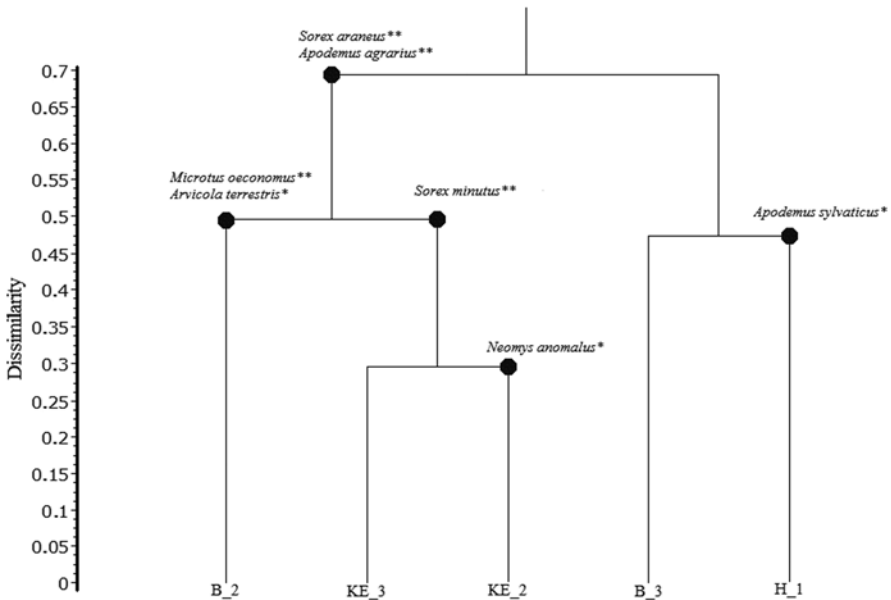 Sorex araneus**
Apodemus agrarius**
0.7
0.65
0.6
0.55
Microtus oeconomus**
Arvicola terrestris*
Sorex minutus**
Apodemus sylvaticus*
0.5
0.45
0.4
0.35
Neomys anomalus*
0.3
0.25
0.2
0.15
0.1
0.05
0
Dissimilarity
B_2 KE_3 KE_2 B_3 H_1